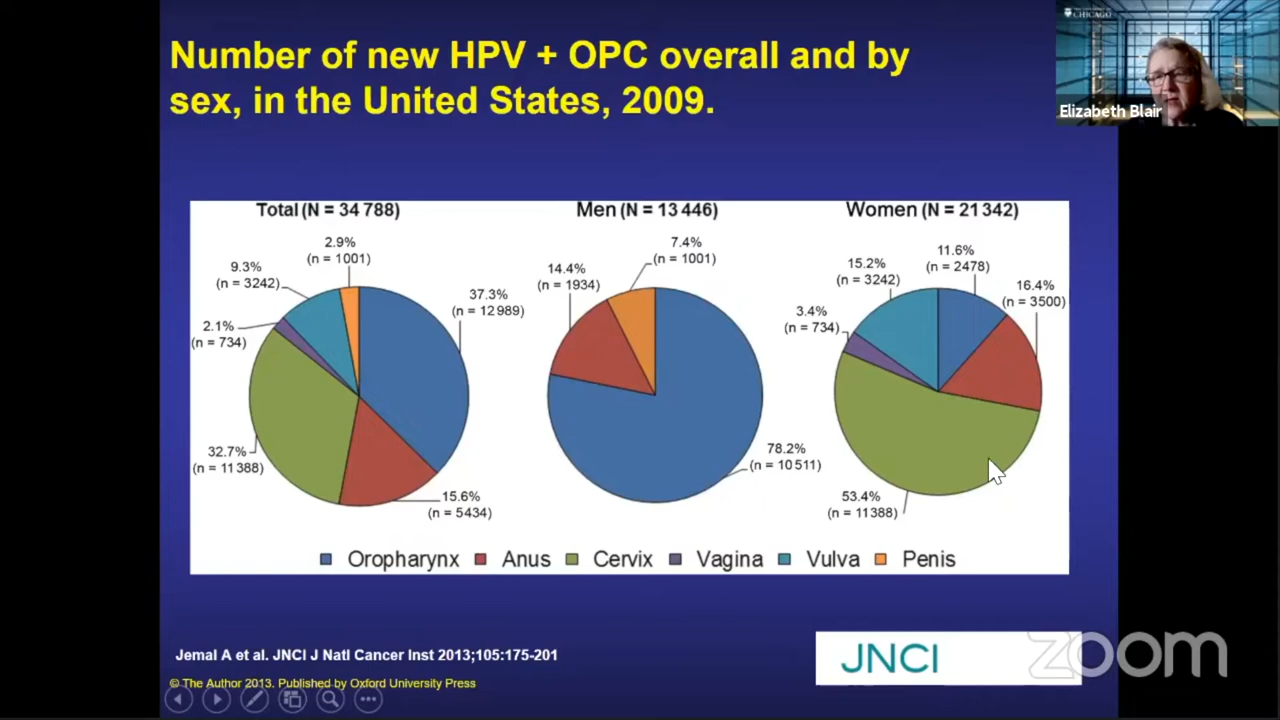 Number of new HPV + OPC overall and by
sex, in the United States, 2009.
CHICAGO
Elizabeth Blair
Total (N = 34 788)
2.9%
(n = 1001)
9.3%
(n = 3242)
2.1%
(n = 734)
37.3%
(n = 12 989)
32.7%
(n = 11 388)
15.6%
(n = 5434)
Men (N = 13 446)
7.4%
(n = 1001)
14.4%
(n = 1934)
78.2%
(n = 10 511)
Women (N = 21 342)
11.6%
(n = 2478)
15.2%
(n = 3242)
16.4%
(n = 3500)
3.4%
(n = 734)
53.4%
(n = 11 388)
Oropharynx Anus Cervix Vagina Vulva Penis
Jemal A et al. JNCI J Natl Cancer Inst 2013;105:175-201
© The Author 2013. Published by Oxford University Press
JNCI
zoom